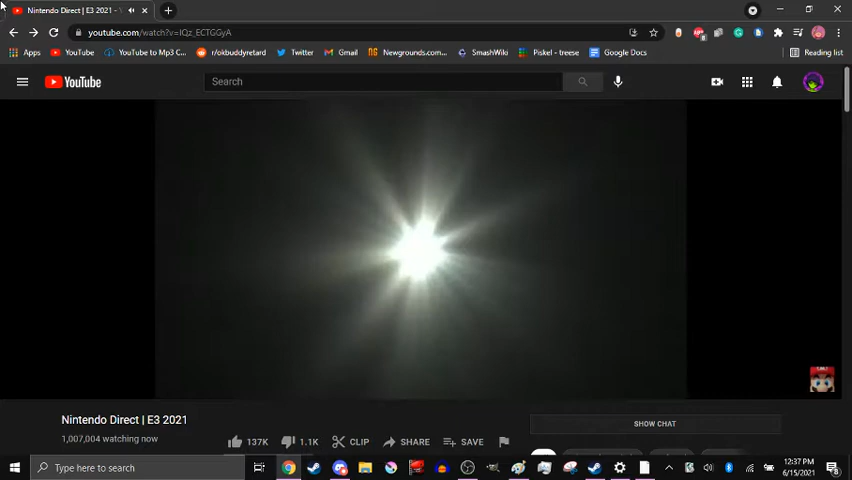 Nintendo Direct | E3 2021 -
youtube.com/watch?v=IQz_ECTGGyA
Apps
YouTube
YouTube to Mp3 C...
r/okbuddyretard
Twitter
Gmail
Newgrounds.com...
SmashWiki
Piskel - treese
Google Docs
Reading list
YouTube
Search
Nintendo Direct | E3 2021
1,007,004 watching now
137K
1.1K
CLIP
SHARE
SAVE
SHOW CHAT
Type here to search
12:37 PM
6/15/2021